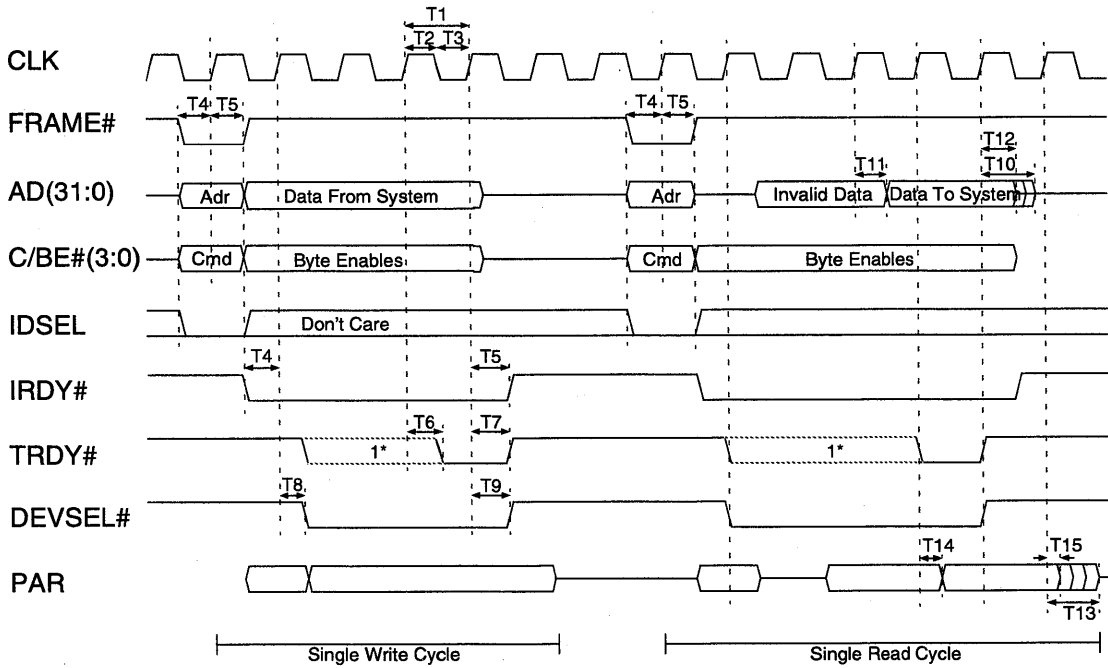 T1
T2 T3
CLK
T4 T5 T4 T5
FRAME#
T12
T11 T10
AD(31:0) Adr Data From System Adr Invalid Data Data To System
C/BE#(3:0) Cmd Byte Enables Cmd Byte Enables
IDSEL Don't Care
T4 T5
IRDY#
T6 T7
TRDY# 1* 1*
T8 T9
DEVSEL#
T14 T15
PAR
T13
Single Write Cycle Single Read Cycle